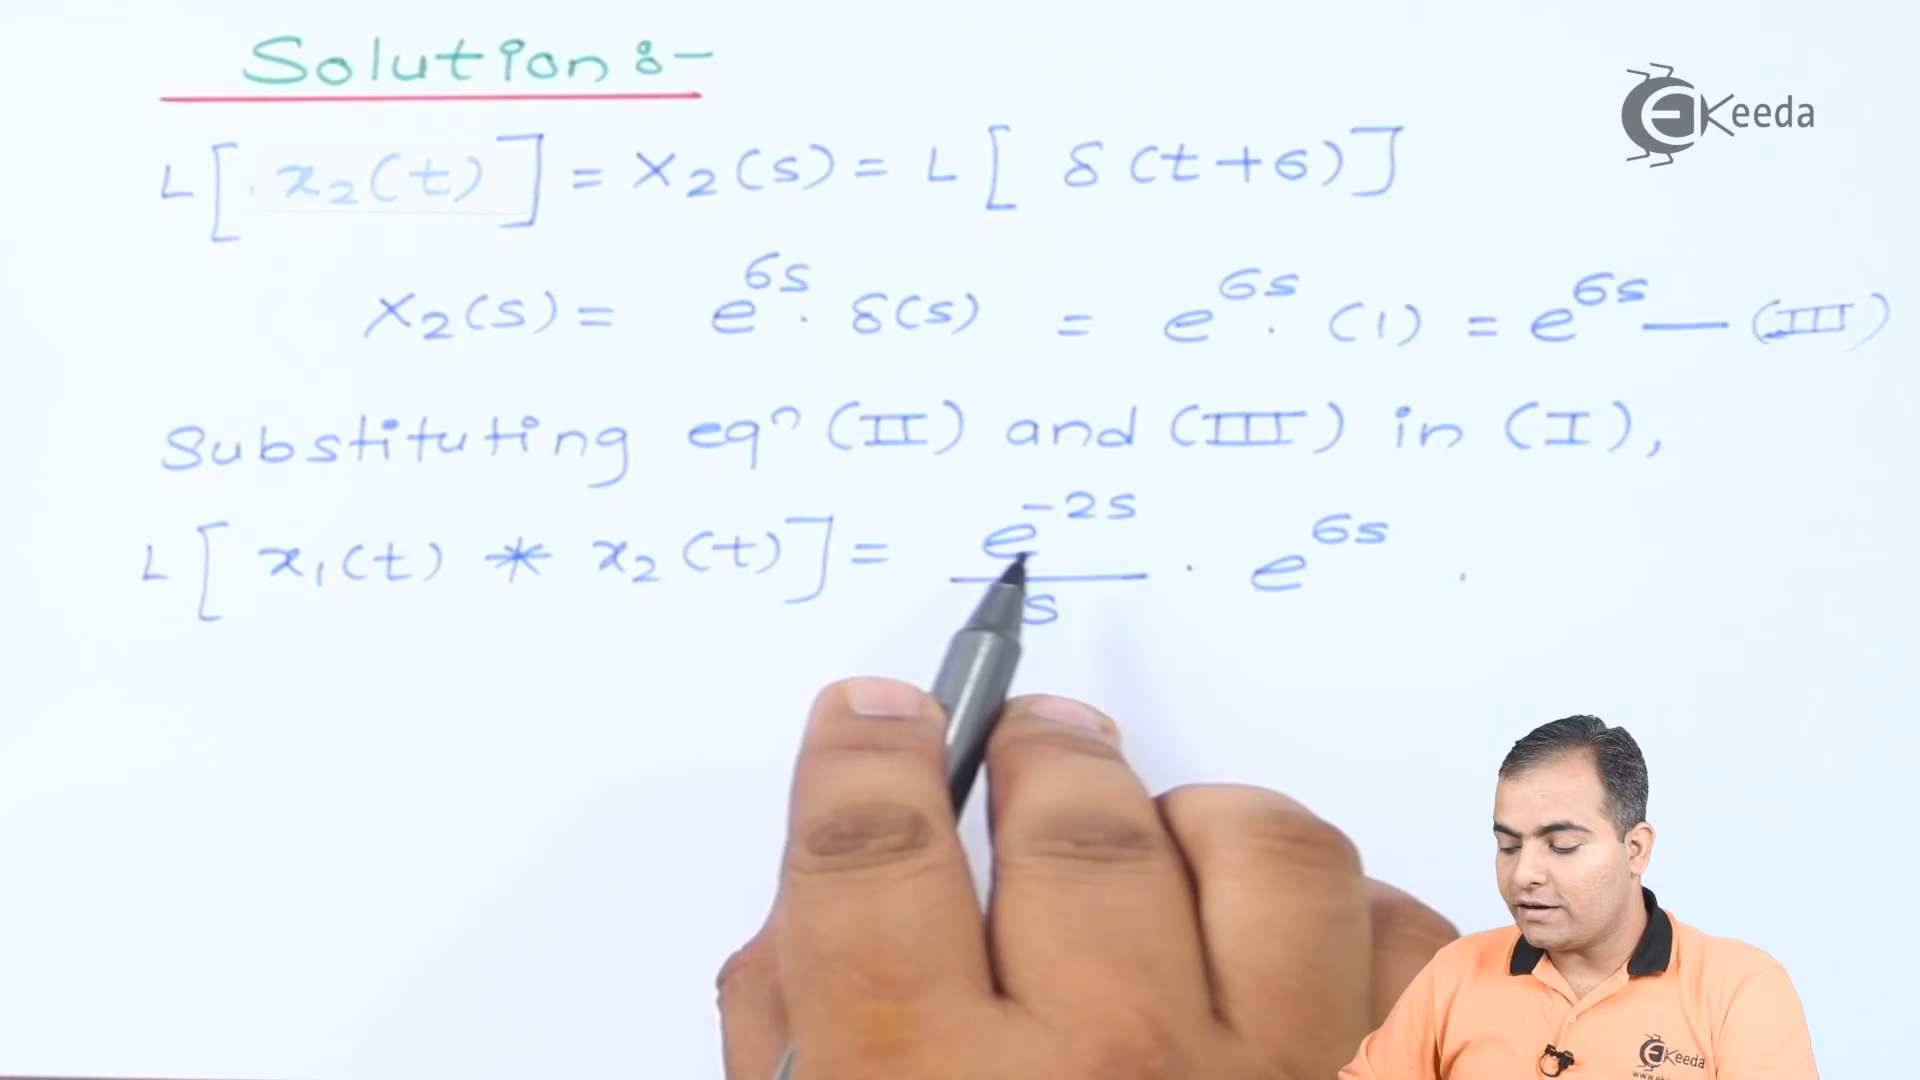 Solution :-
EKeeda
L[x₂(t)] = X₂(s) = L[ δ(t+6)]
X₂(s) = e^{6s} . δ(s) = e^{6s} . (1) = e^{6s} — (III)
Substituting eqⁿ (II) and (III) in (I),
L[ x₁(t) * x₂(t)] = e^{-2s}/s . e^{6s} .
EKeeda